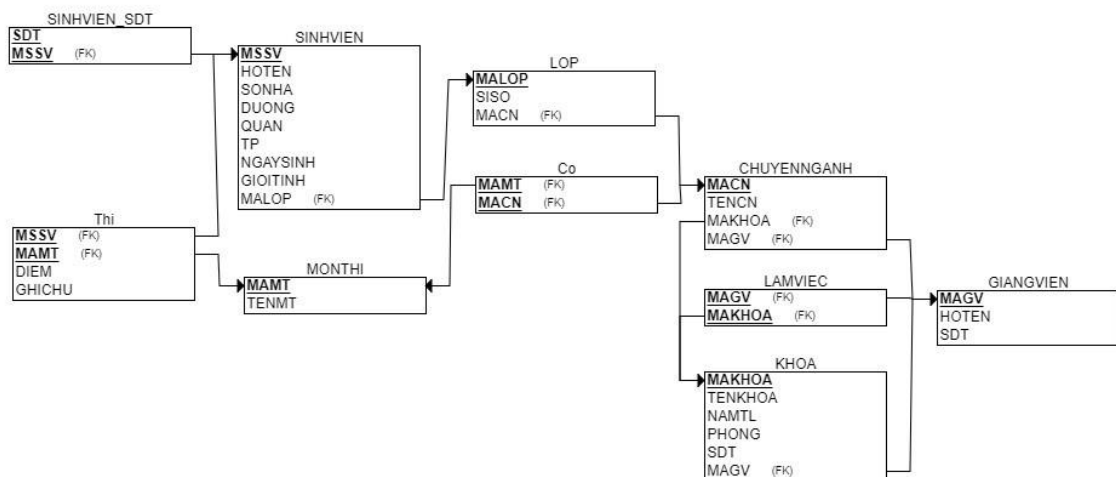 SINHVIEN_SDT
SDT
MSSV (FK)
SINHVIEN
MSSV
HOTEN
SONHA
DUONG
QUAN
TP
NGAYSINH
GIOITINH
MALOP (FK)
LOP
MALOP
SISO
MACN (FK)
Co
MAMT (FK)
MACN (FK)
CHUYENNGANH
MACN
TENCN
MAKHOA (FK)
MAGV (FK)
Thi
MSSV (FK)
MAMT (FK)
DIEM
GHICHU
MONTHI
MAMT
TENMT
LAMVIEC
MAGV (FK)
MAKHOA (FK)
GIANGVIEN
MAGV
HOTEN
SDT
KHOA
MAKHOA
TENKHOA
NAMTL
PHONG
SDT
MAGV (FK)